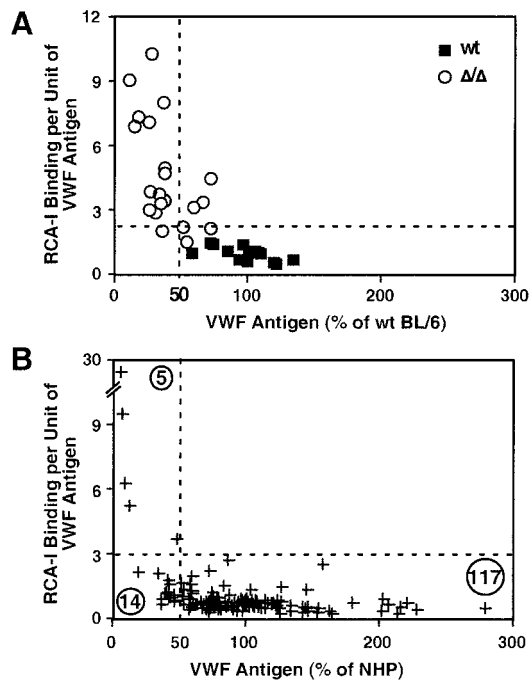 A
RCA-I Binding per Unit of
VWF Antigen
12
9
6
3
0
wt
Δ/Δ
0
50
100
200
300
VWF Antigen (% of wt BL/6)
B
RCA-I Binding per Unit of
VWF Antigen
30
9
6
3
0
5
14
117
0
50
100
200
300
VWF Antigen (% of NHP)